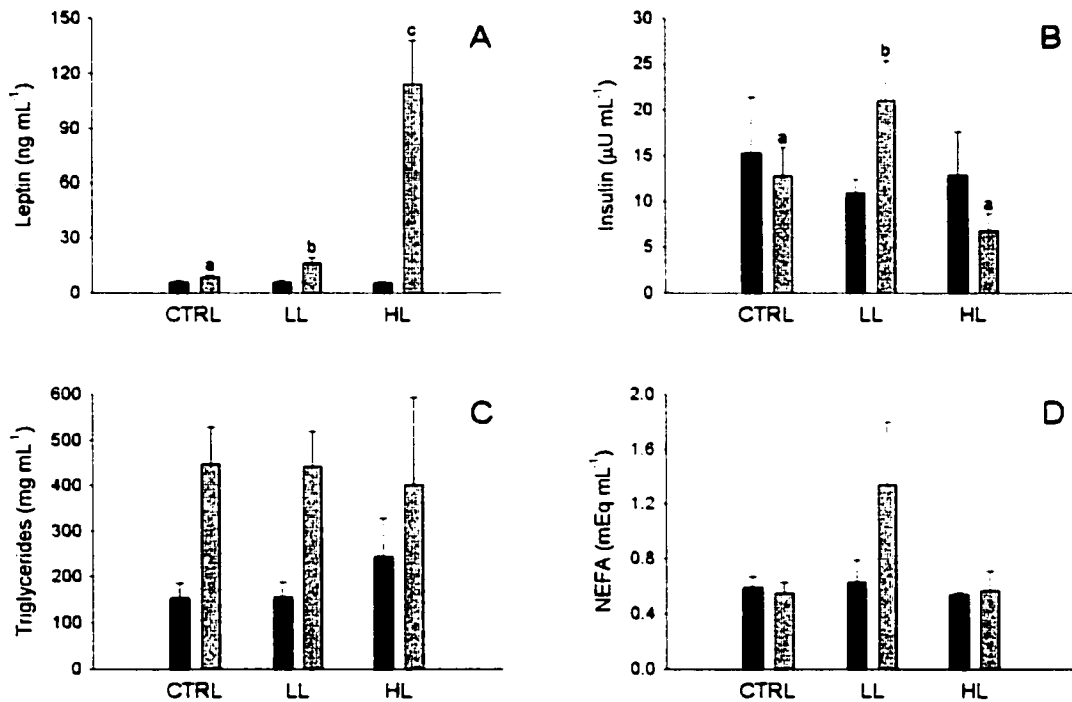 A
Leptin (ng mL⁻¹)
150
120
90
60
30
0
a
b
c
CTRL LL HL
B
Insulin (µU mL⁻¹)
30
25
20
15
10
5
0
a
b
a
CTRL LL HL
C
Triglycerides (mg mL⁻¹)
600
500
400
300
200
100
0
CTRL LL HL
D
NEFA (mEq mL⁻¹)
2.0
1.6
1.2
0.8
0.4
0.0
CTRL LL HL